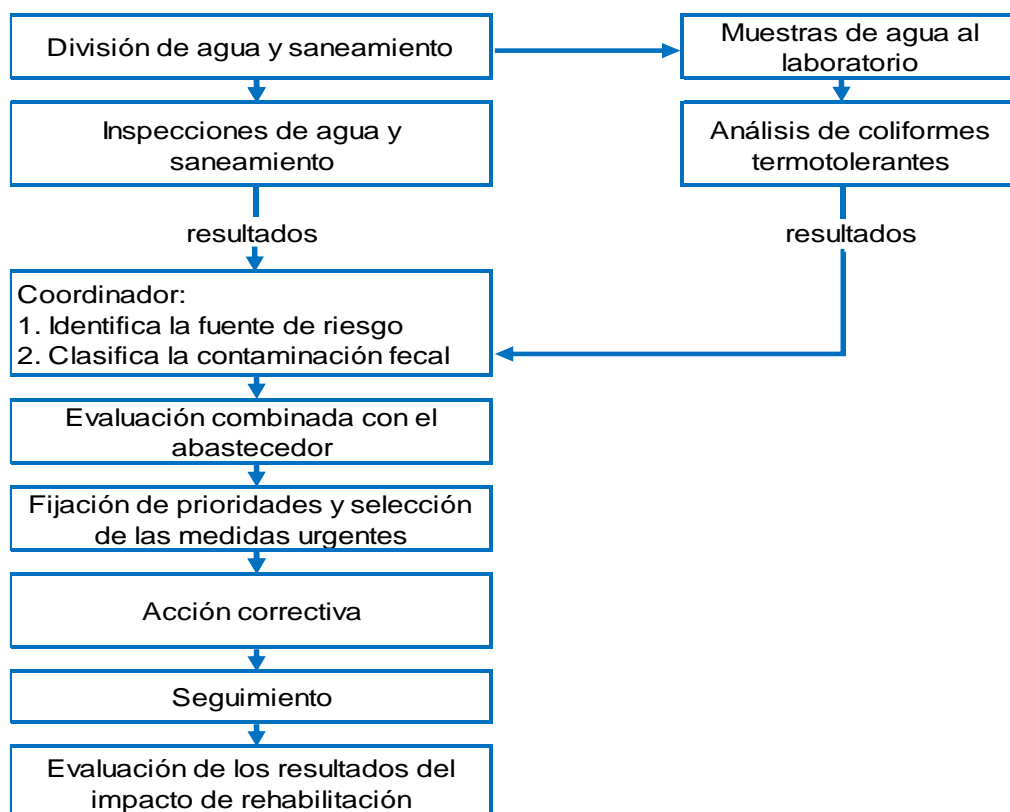 División de agua y saneamiento
Muestras de agua al
laboratorio
Inspecciones de agua y
saneamiento
Análisis de coliformes
termotolerantes
resultados
resultados
Coordinador:
1. Identifica la fuente de riesgo
2. Clasifica la contaminación fecal
Evaluación combinada con el
abastecedor
Fijación de prioridades y selección
de las medidas urgentes
Acción correctiva
Seguimiento
Evaluación de los resultados del
impacto de rehabilitación